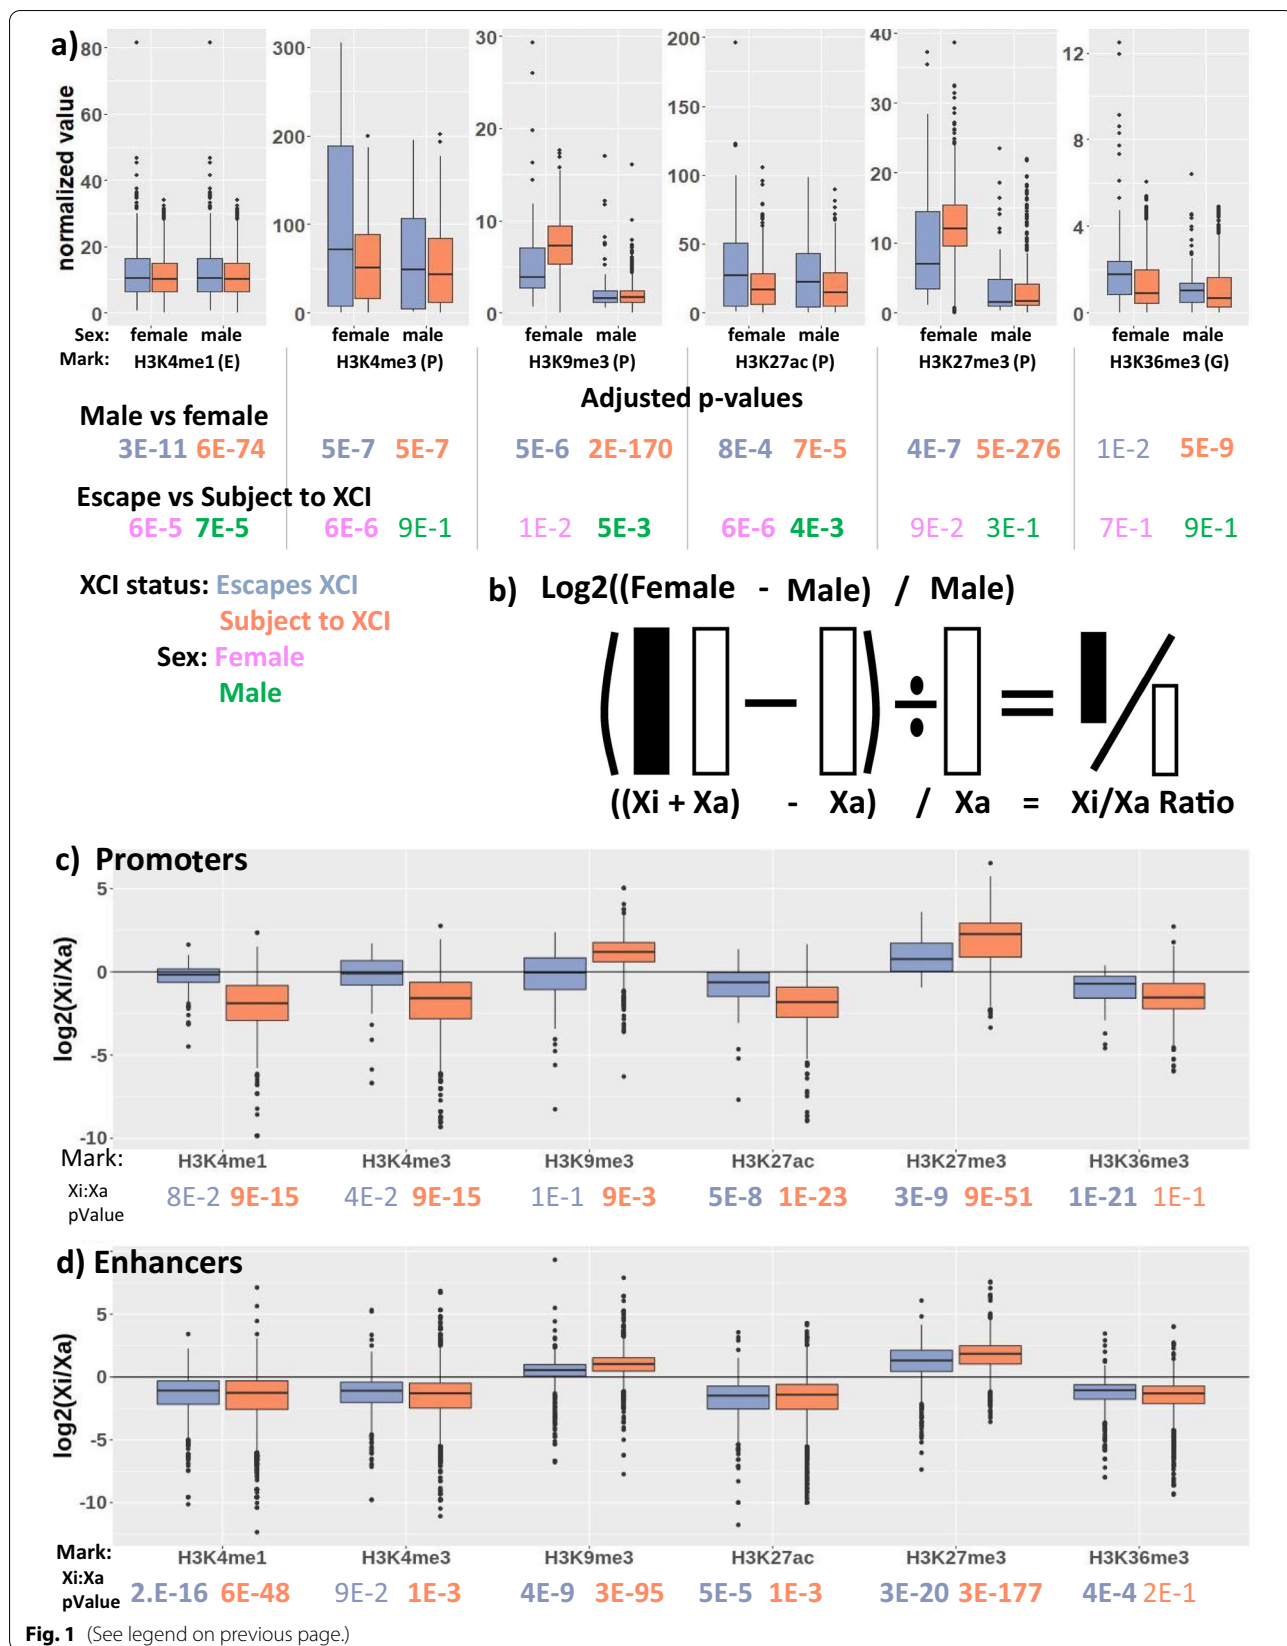 a)
normalized value
80
60
40
20
0
300
200
100
0
30
20
10
0
200
150
100
50
0
40
30
20
10
0
12
8
4
0
Sex: female male female male female male female male female male female male
Mark: H3K4me1 (E) H3K4me3 (P) H3K9me3 (P) H3K27ac (P) H3K27me3 (P) H3K36me3 (G)
Adjusted p-values
Male vs female
3E-11 6E-74 5E-7 5E-7 5E-6 2E-170 8E-4 7E-5 4E-7 5E-276 1E-2 5E-9
Escape vs Subject to XCI
6E-5 7E-5 6E-6 9E-1 1E-2 5E-3 6E-6 4E-3 9E-2 3E-1 7E-1 9E-1
XCI status: Escapes XCI
Subject to XCI
Sex: Female
Male
b) Log2((Female - Male) / Male)
( − ) ÷ = /
((Xi + Xa) - Xa) / Xa = Xi/Xa Ratio
c) Promoters
log2(Xi/Xa)
5
0
-5
-10
Mark: H3K4me1 H3K4me3 H3K9me3 H3K27ac H3K27me3 H3K36me3
Xi:Xa
pValue
8E-2 9E-15 4E-2 9E-15 1E-1 9E-3 5E-8 1E-23 3E-9 9E-51 1E-21 1E-1
d) Enhancers
log2(Xi/Xa)
5
0
-5
-10
H3K4me1 H3K4me3 H3K9me3 H3K27ac H3K27me3 H3K36me3
Mark:
Xi:Xa
pValue
2.E-16 6E-48 9E-2 1E-3 4E-9 3E-95 5E-5 1E-3 3E-20 3E-177 4E-4 2E-1
Fig. 1 (See legend on previous page.)